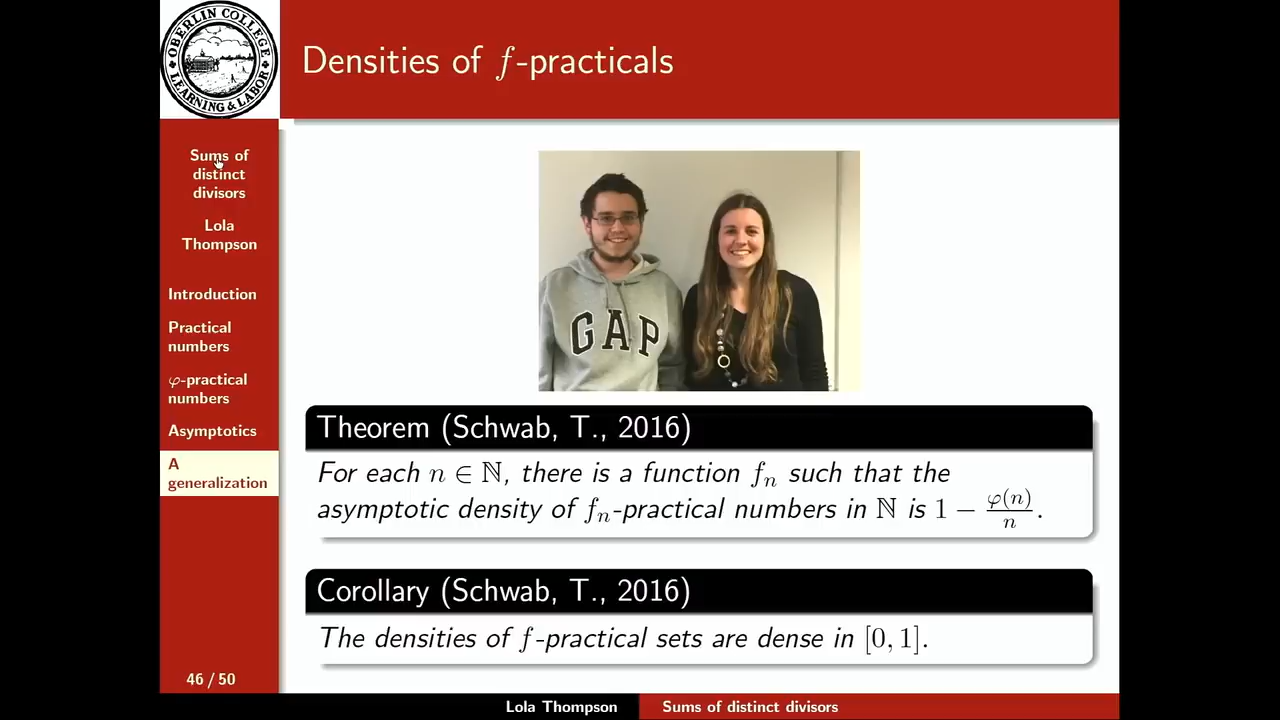 OBERLIN COLLEGE
LEARNING & LABOR
Densities of f-practicals
Sums of
distinct
divisors
Lola
Thompson
Introduction
Practical
numbers
φ-practical
numbers
Asymptotics
A
generalization
46 / 50
GAP
Theorem (Schwab, T., 2016)
For each n ∈ ℕ, there is a function fₙ such that the
asymptotic density of fₙ-practical numbers in ℕ is 1 − φ(n)/n.
Corollary (Schwab, T., 2016)
The densities of f-practical sets are dense in [0, 1].
Lola Thompson
Sums of distinct divisors